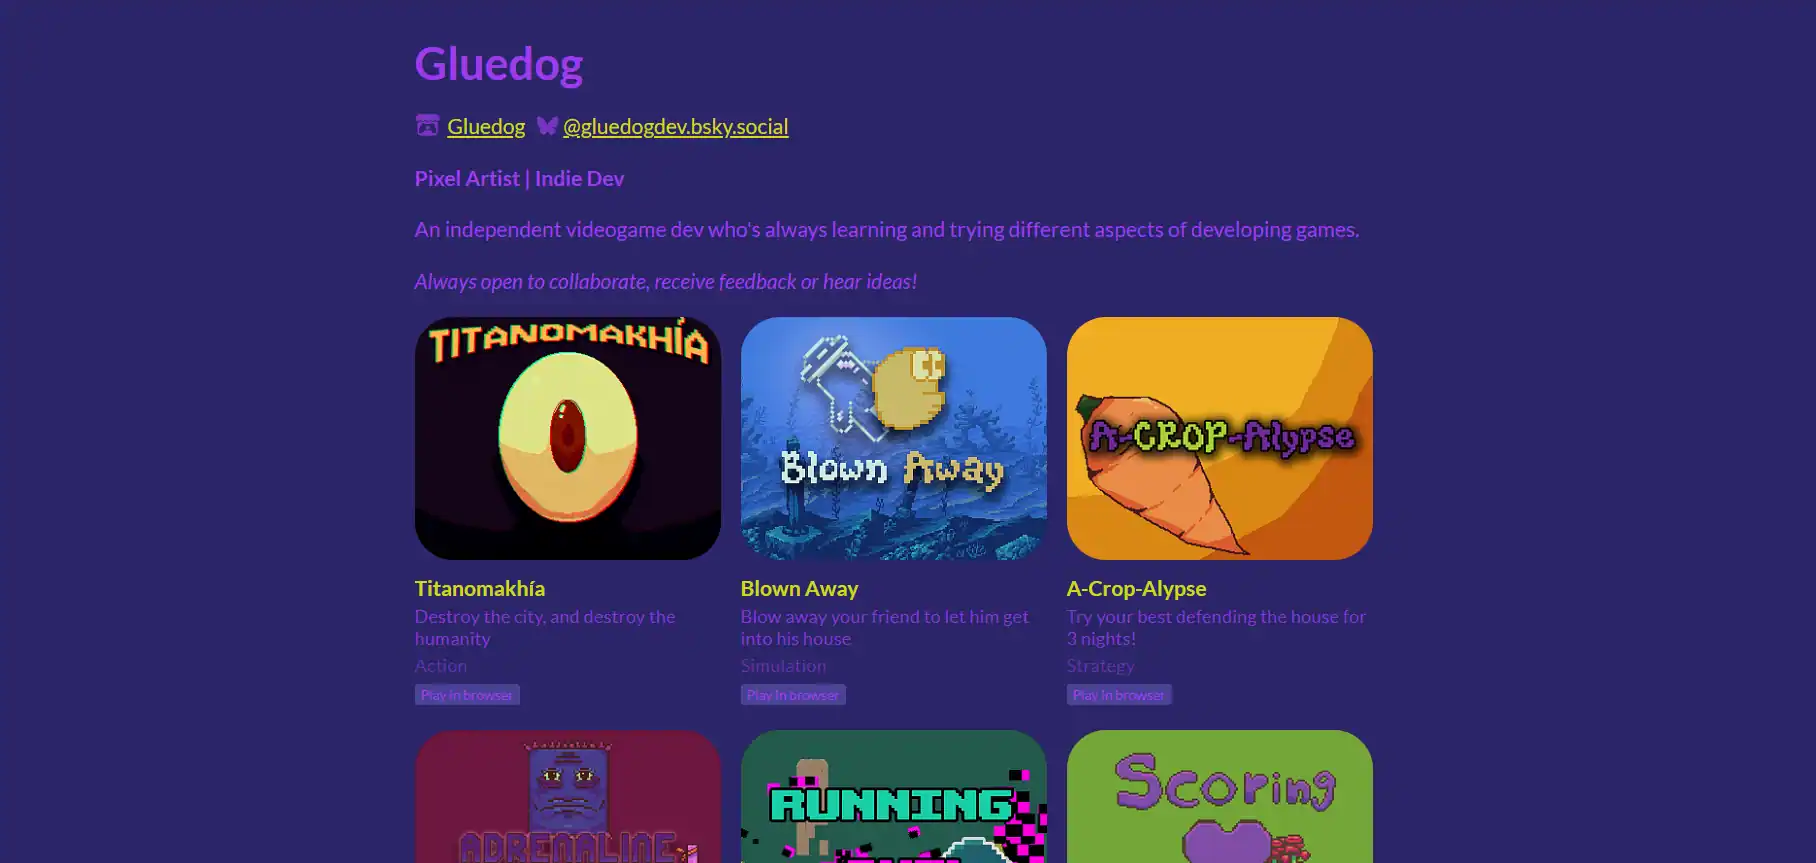 Gluedog
Gluedog @gluedogdev.bsky.social
Pixel Artist | Indie Dev
An independent videogame dev who's always learning and trying different aspects of developing games.
Always open to collaborate, receive feedback or hear ideas!
TITANOMAKHÍA
Blown Away
A-CROP-Alypse
Titanomakhía
Destroy the city, and destroy the
humanity
Action
Play in browser
Blown Away
Blow away your friend to let him get
into his house
Simulation
Play in browser
A-Crop-Alypse
Try your best defending the house for
3 nights!
Strategy
Play in browser
ADRENALINE
RUNNING
Scoring